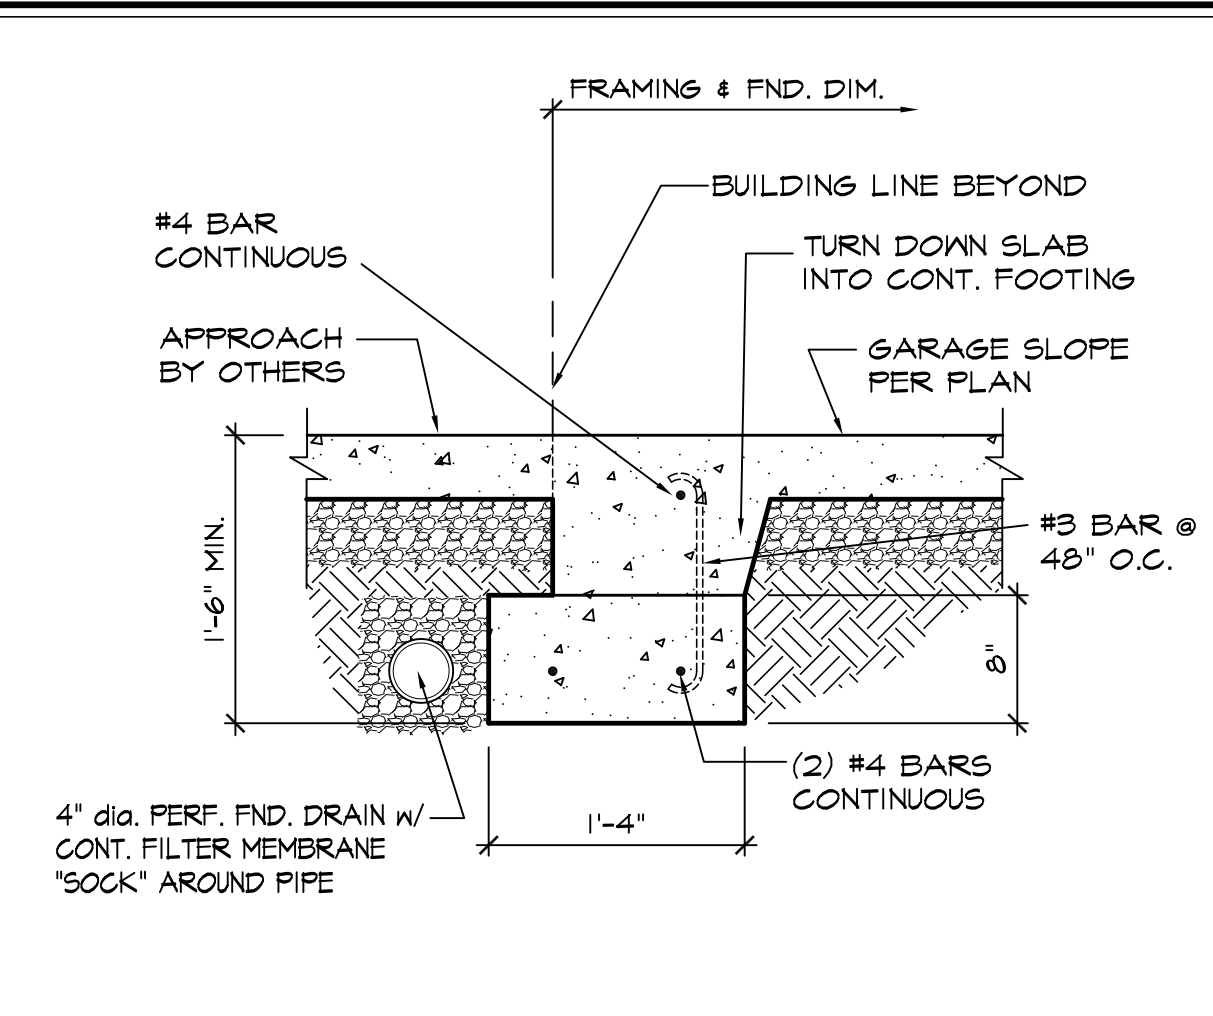 FRAMING & FND. DIM.
BUILDING LINE BEYOND
#4 BAR
CONTINUOUS
TURN DOWN SLAB
INTO CONT. FOOTING
APPROACH
BY OTHERS
GARAGE SLOPE
PER PLAN
#3 BAR @
48" O.C.
1'-6" MIN.
8"
(2) #4 BARS
CONTINUOUS
1'-4"
4" dia. PERF. FND. DRAIN w/
CONT. FILTER MEMBRANE
"SOCK" AROUND PIPE